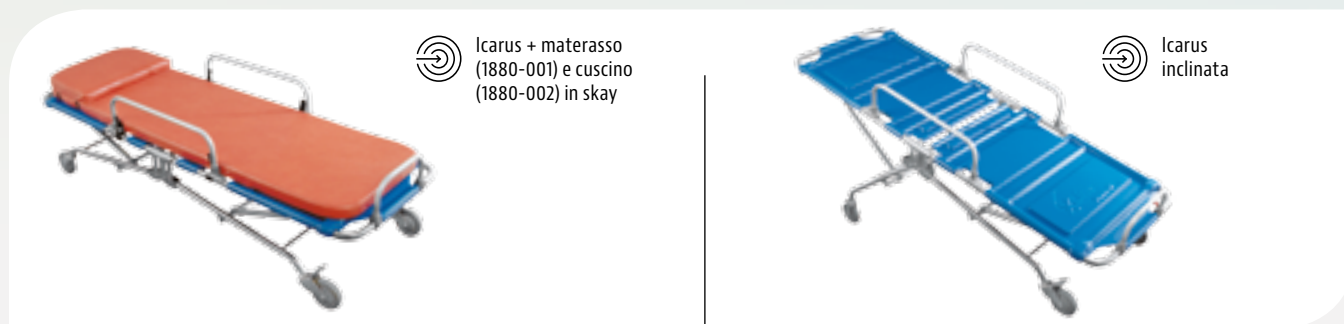 Icarus + materasso
(1880-001) e cuscino
(1880-002) in skay
Icarus
inclinata